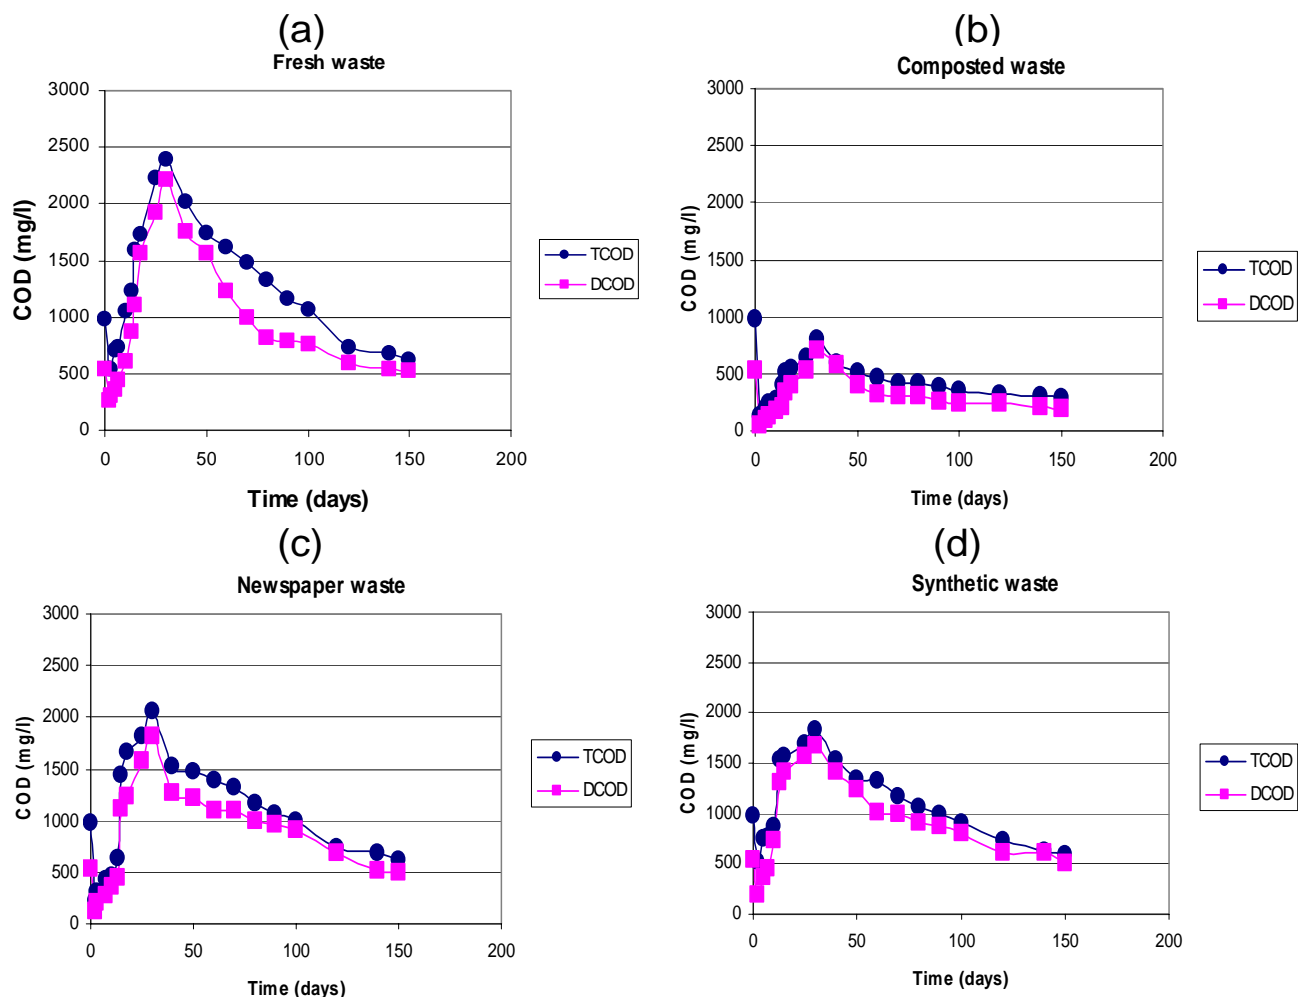 (a)
Fresh waste
3000
2500
2000
1500
1000
500
0
0 50 100 150 200
COD (mg/l)
Time (days)
TCOD
DCOD
(b)
Composted waste
3000
2500
2000
1500
1000
500
0
0 50 100 150 200
COD (mg/l)
Time (days)
TCOD
DCOD
(c)
Newspaper waste
3000
2500
2000
1500
1000
500
0
0 50 100 150 200
COD (mg/l)
Time (days)
TCOD
DCOD
(d)
Synthetic waste
3000
2500
2000
1500
1000
500
0
0 50 100 150 200
COD (mg/l)
Time (days)
TCOD
DCOD